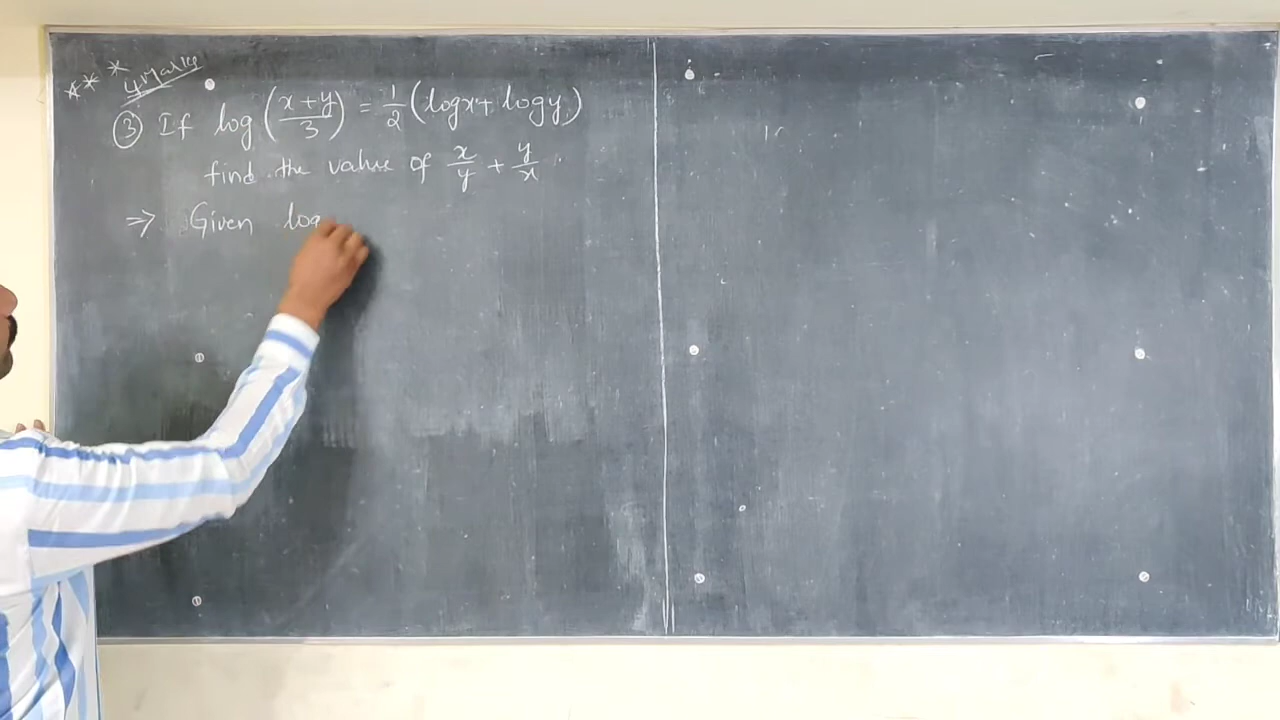 *** 4 Marks
③ If log((x+y)/3) = 1/2 (logx + logy)
find the value of x/y + y/x.
⇒ Given log